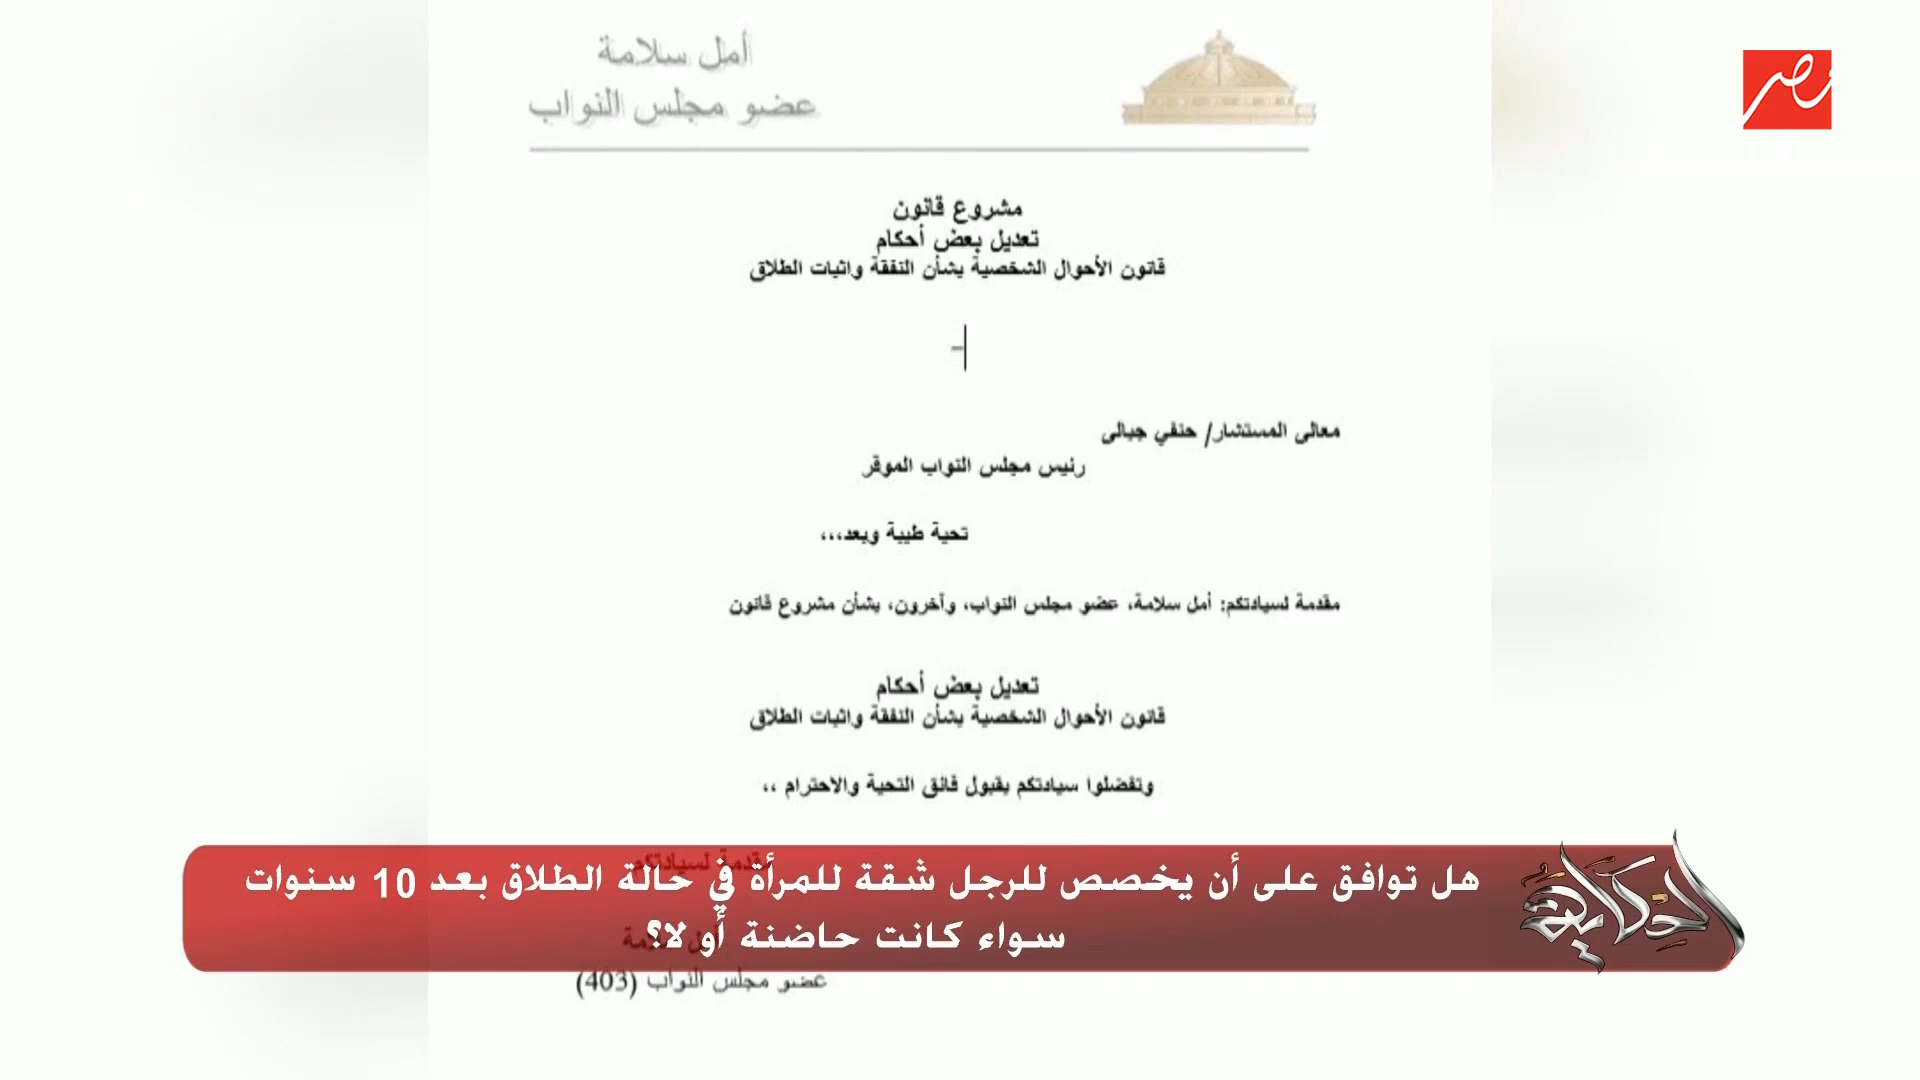 أمل سلامة
عضو مجلس النواب
مصر
مشروع قانون
تعديل بعض أحكام
قانون الأحوال الشخصية بشأن النفقة واثبات الطلاق
-
معالى المستشار/ حنفي جبالى
رئيس مجلس النواب الموقر
تحية طيبة وبعد،،،
مقدمة لسيادتكم: أمل سلامة، عضو مجلس النواب، وآخرون، بشأن مشروع قانون
تعديل بعض أحكام
قانون الأحوال الشخصية بشأن النفقة واثبات الطلاق
وتفضلوا سيادتكم بقبول فائق التحية والاحترام ،،
مقدمة لسيادتكم
هل توافق على أن يخصص للرجل شقة للمرأة في حالة الطلاق بعد 10 سنوات
سواء كانت حاضنة أو لا؟
الحكاية
أمل سلامة
عضو مجلس النواب (403)